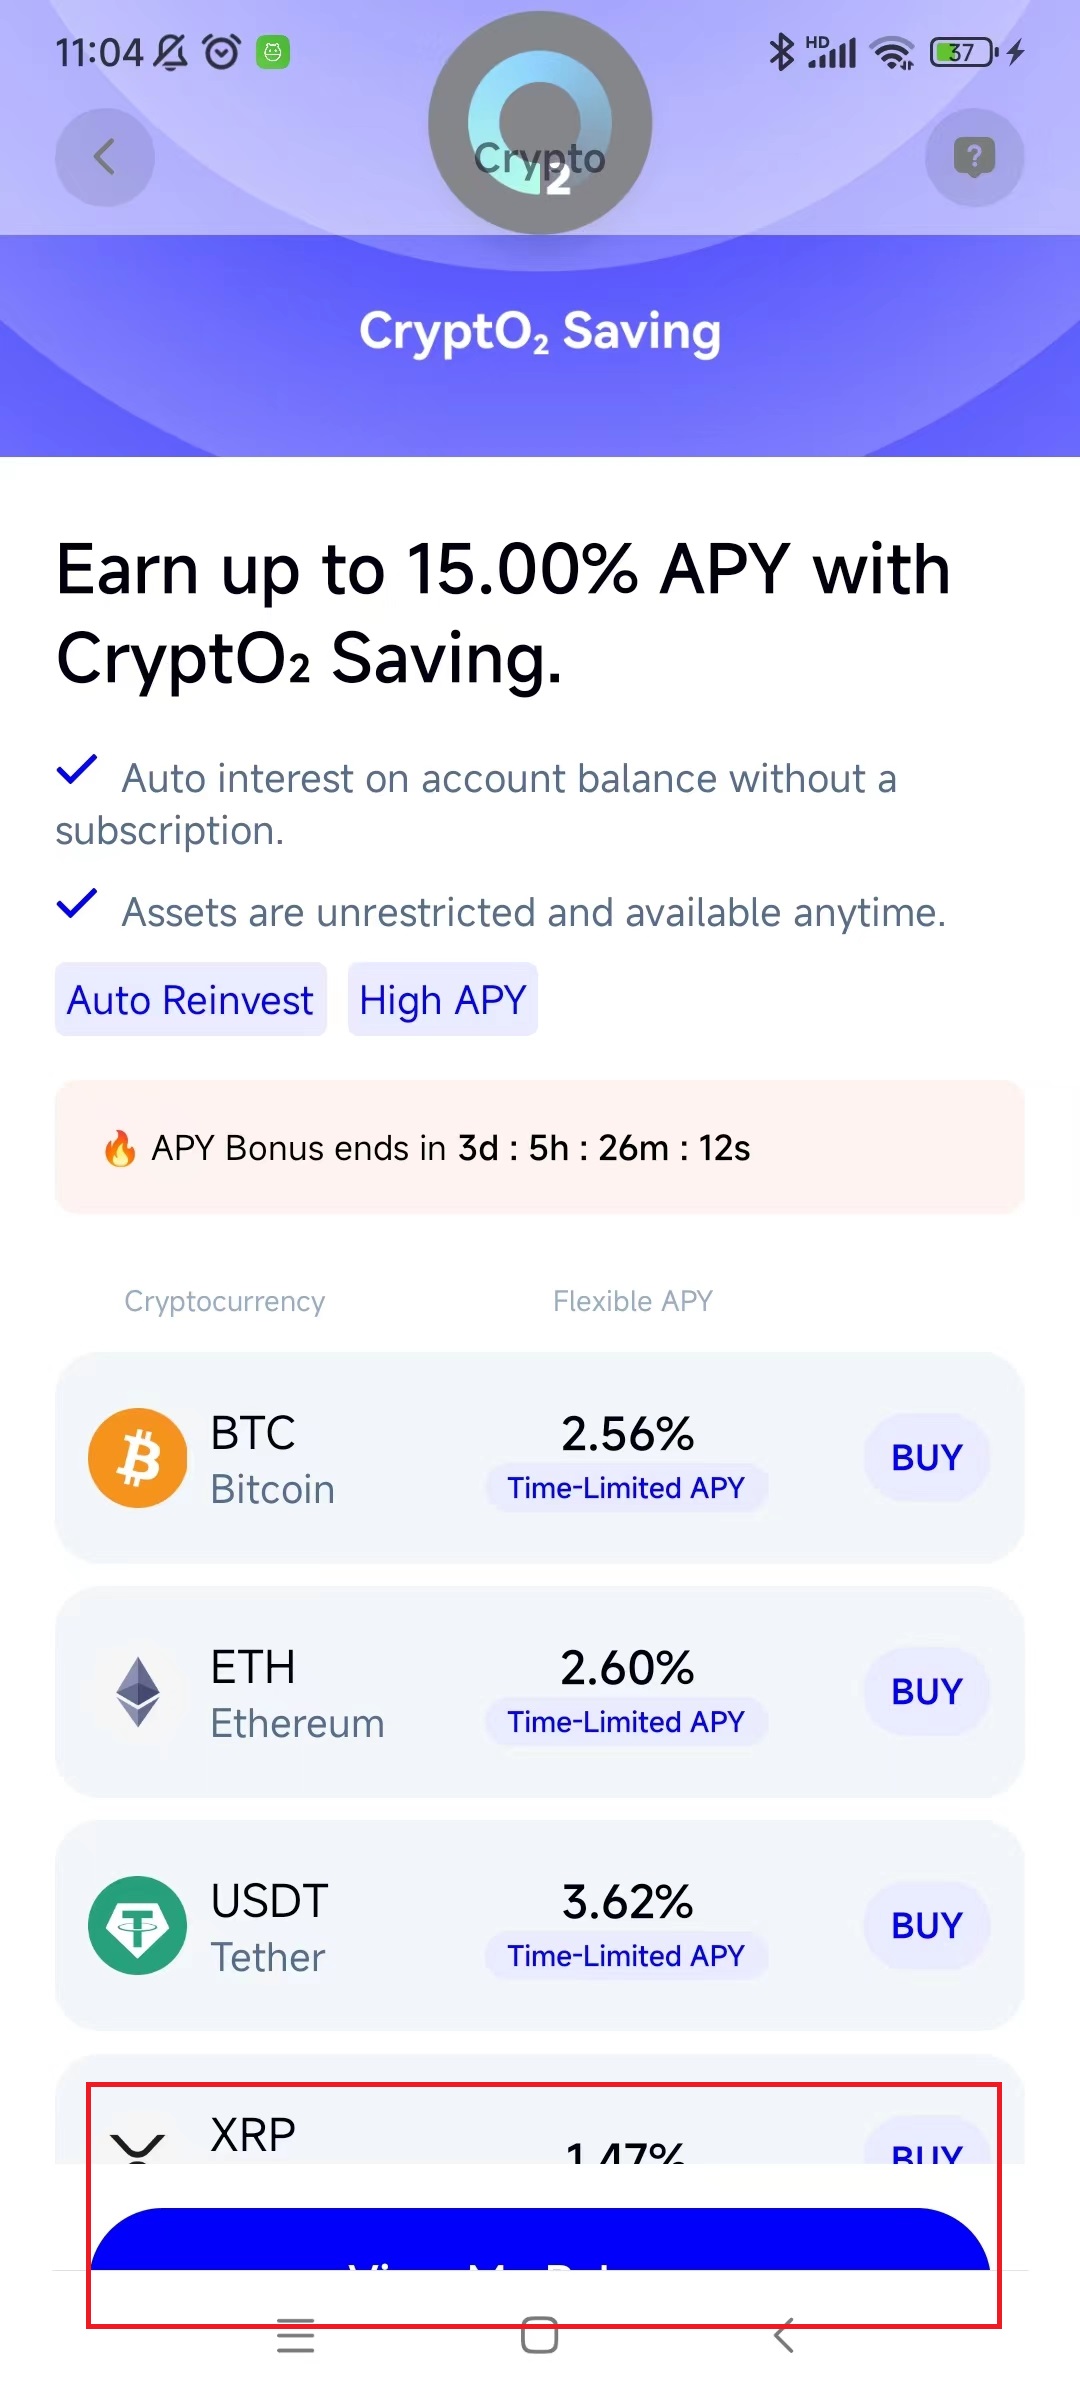 11:04
HD
37
Crypto
2
?
CryptO₂ Saving
Earn up to 15.00% APY with
CryptO₂ Saving.
Auto interest on account balance without a
subscription.
Assets are unrestricted and available anytime.
Auto Reinvest
High APY
🔥 APY Bonus ends in 3d : 5h : 26m : 12s
Cryptocurrency Flexible APY
BTC
Bitcoin
2.56%
Time-Limited APY
BUY
ETH
Ethereum
2.60%
Time-Limited APY
BUY
USDT
Tether
3.62%
Time-Limited APY
BUY
XRP
1.47%
BUY